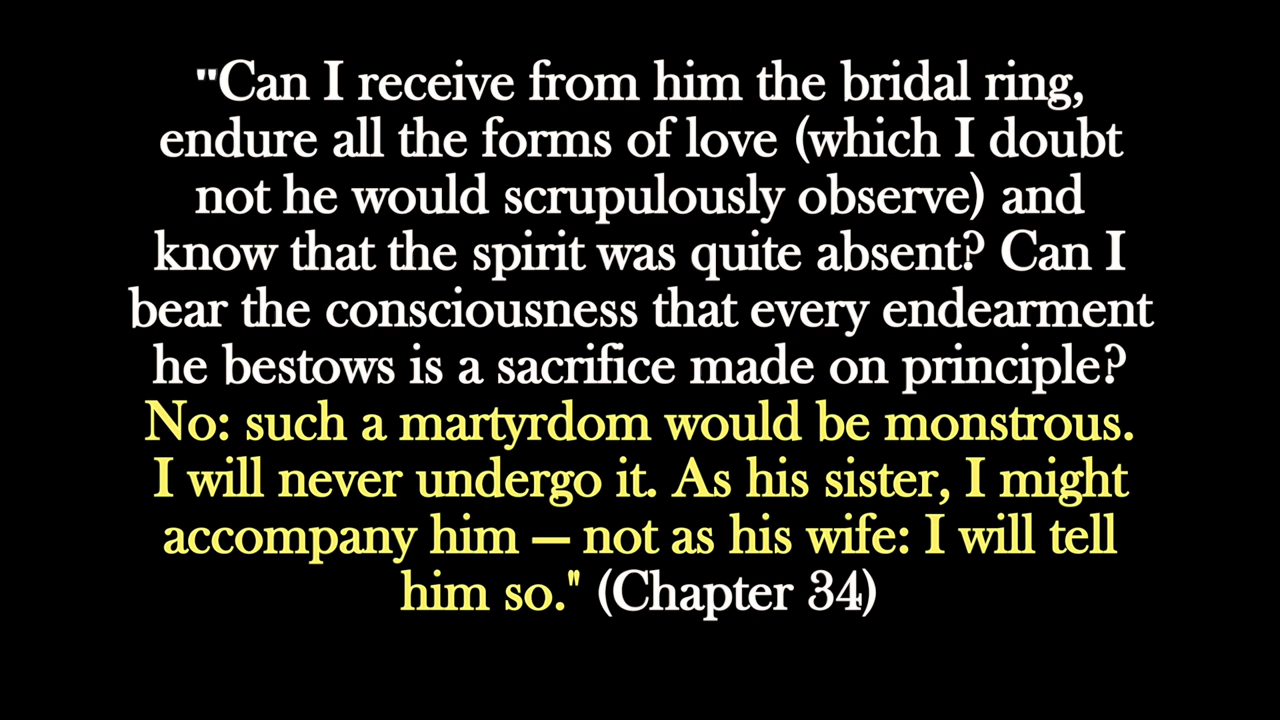 "Can I receive from him the bridal ring,
endure all the forms of love (which I doubt
not he would scrupulously observe) and
know that the spirit was quite absent? Can I
bear the consciousness that every endearment
he bestows is a sacrifice made on principle?
No: such a martyrdom would be monstrous.
I will never undergo it. As his sister, I might
accompany him — not as his wife: I will tell
him so." (Chapter 34)